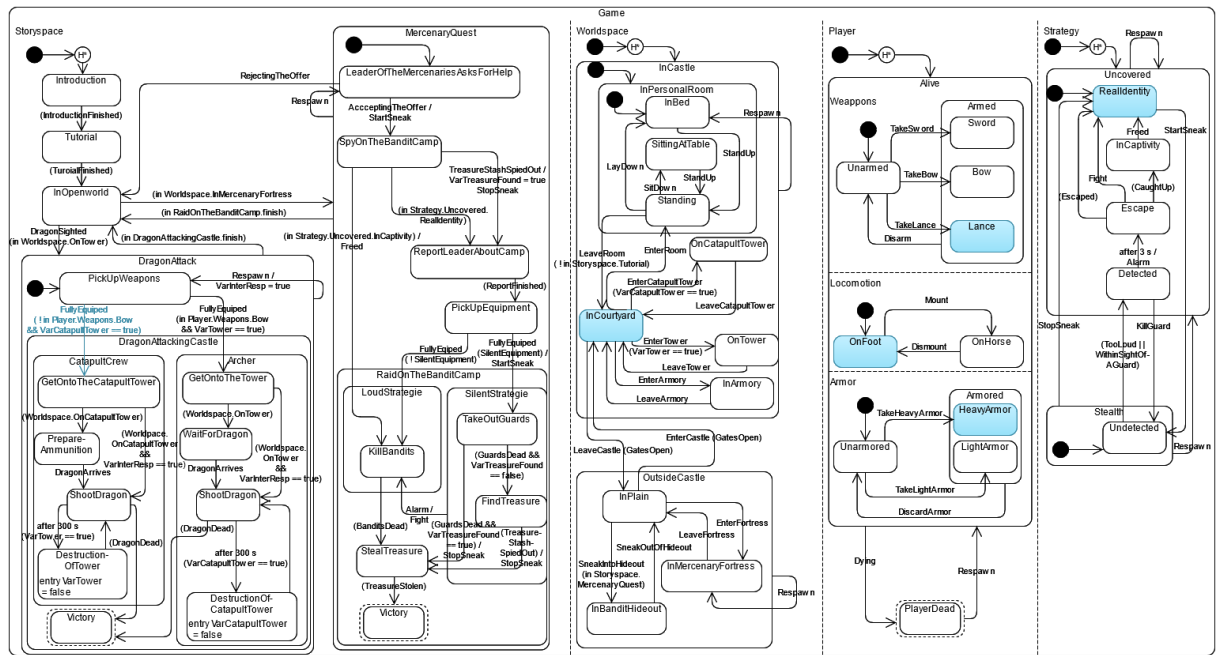 Game
Storyspace
H*
Introduction
(IntroductionFinished)
Tutorial
(TuroialFinished)
InOpenworld
DragonSighted
(in Worldspace.OnTower)
RejectingTheOffer
(in Worldspace.InMercenaryFortress
(in RaidOnTheBanditCamp.finish)
(in DragonAttackingCastle.finish)
DragonAttack
PickUpWeapons
Respawn /
VarInterResp = true
FullyEquiped
( ! in Player.Weapons.Bow
&& VarCatapultTower == true)
FullyEquiped
(in Player.Weapons.Bow
&& VarTower == true)
DragonAttackingCastle
CatapultCrew
GetOntoTheCatapultTower
(Worldspace.OnCatapultTower)
Prepare-
Ammunition
(Worldspace.
OnCatapultTower
&&
VarInterResp == true)
DragonArrives
ShootDragon
after 300 s
(VarTower == true)
(DragonDead)
Destruction-
OfTower
entry VarTower
= false
Victory
Archer
GetOntoTheTower
(Worldspace.OnTower)
WaitForDragon
(Worldspace.
OnTower
&&
VarInterResp == true)
DragonArrives
ShootDragon
(DragonDead)
after 300 s
(VarCatapultTower == true)
DestructionOf-
CatapultTower
entry VarCatapultTower
= false
MercenaryQuest
LeaderOfTheMercenariesAsksForHelp
Respawn
AccceptingTheOffer /
StartSneak
SpyOnTheBanditCamp
TreasureStashSpiedOut /
VarTreasureFound = true
StopSneak
(in Strategy.Uncovered.
RealIdentity)
(in Strategy.Uncovered.InCaptivity) /
Freed
ReportLeaderAboutCamp
(ReportFinished)
PickUpEquipment
FullyEqiped
( ! SilentEquipment)
FullyEquiped
(SilentEquipment) /
StartSneak
RaidOnTheBanditCamp
LoudStrategie
KillBandits
(BanditsDead)
StealTreasure
(TreasureStolen)
Victory
SilentStrategie
TakeOutGuards
(GuardsDead &&
VarTreasureFound
== false)
FindTreasure
Alarm /
Fight
(GuardsDead &&
VarTreasureFound
== true) /
StopSneak
(Treasure-
Stash-
SpiedOut) /
StopSneak
Worldspace
H*
InCastle
InPersonalRoom
InBed
SittingAtTable
StandUp
LayDown
StandUp
SitDown
Standing
Respawn
LeaveRoom
( ! in.Storyspace.Tutorial)
EnterRoom
OnCatapultTower
EnterCatapultTower
(VarCatapultTower == true)
LeaveCatapultTower
InCourtyard
EnterTower
(VarTower == true)
OnTower
LeaveTower
EnterArmory
InArmory
LeaveArmory
EnterCastle (GatesOpen)
LeaveCastle (GatesOpen)
OutsideCastle
InPlain
EnterFortress
LeaveFortress
SneakOutOfHideout
SneakIntoHideout
(in Storyspace.
MercenaryQuest)
InMercenaryFortress
InBanditHideout
Respawn
Player
H*
Alive
Weappons
Armed
TakeSword
Sword
Unarmed
TakeBow
Bow
TakeLance
Lance
Disarm
Locomotion
Mount
OnFoot
Dismount
OnHorse
Armor
Armored
TakeHeavyArmor
HeavyArmor
Unarmored
LightArmor
TakeLightArmor
DiscardArmor
Dying
Respawn
PlayerDead
Strategy
H*
Respawn
Uncovered
RealIdentity
StartSneak
Freed
InCaptivity
Fight
(CaughtUp)
(Escaped)
Escape
after 3 s /
Alarm
Detected
StopSneak
KillGuard
(TooLoud ||
WithinSightOf-
AGuard)
Stealth
Undetected
Respawn